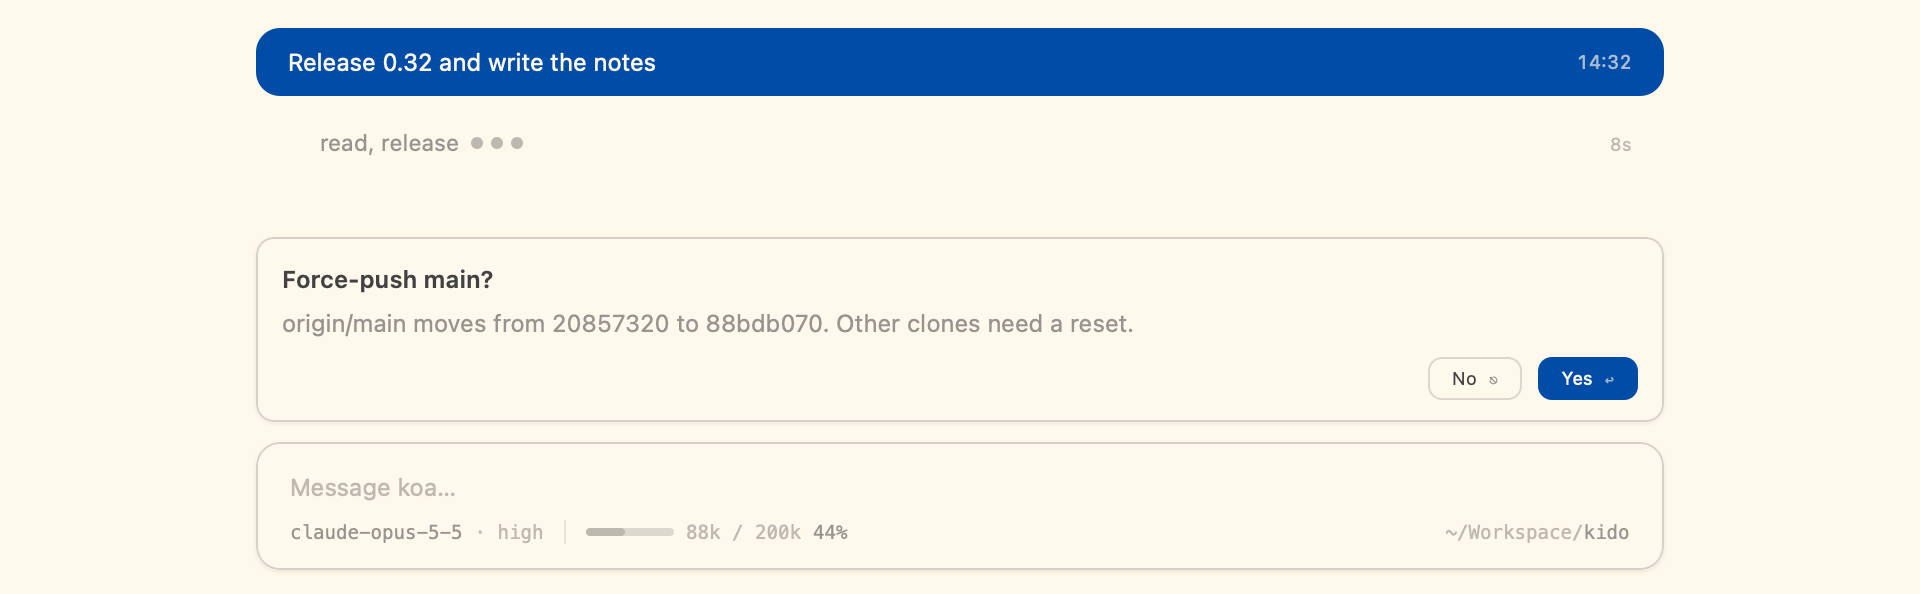 Release 0.32 and write the notes 14:32
read, release 8s
Force-push main?
origin/main moves from 20857320 to 88bdb070. Other clones need a reset.
No ⎋ Yes ↩
Message koa...
claude-opus-5-5 · high 88k / 200k 44% ~/Workspace/kido